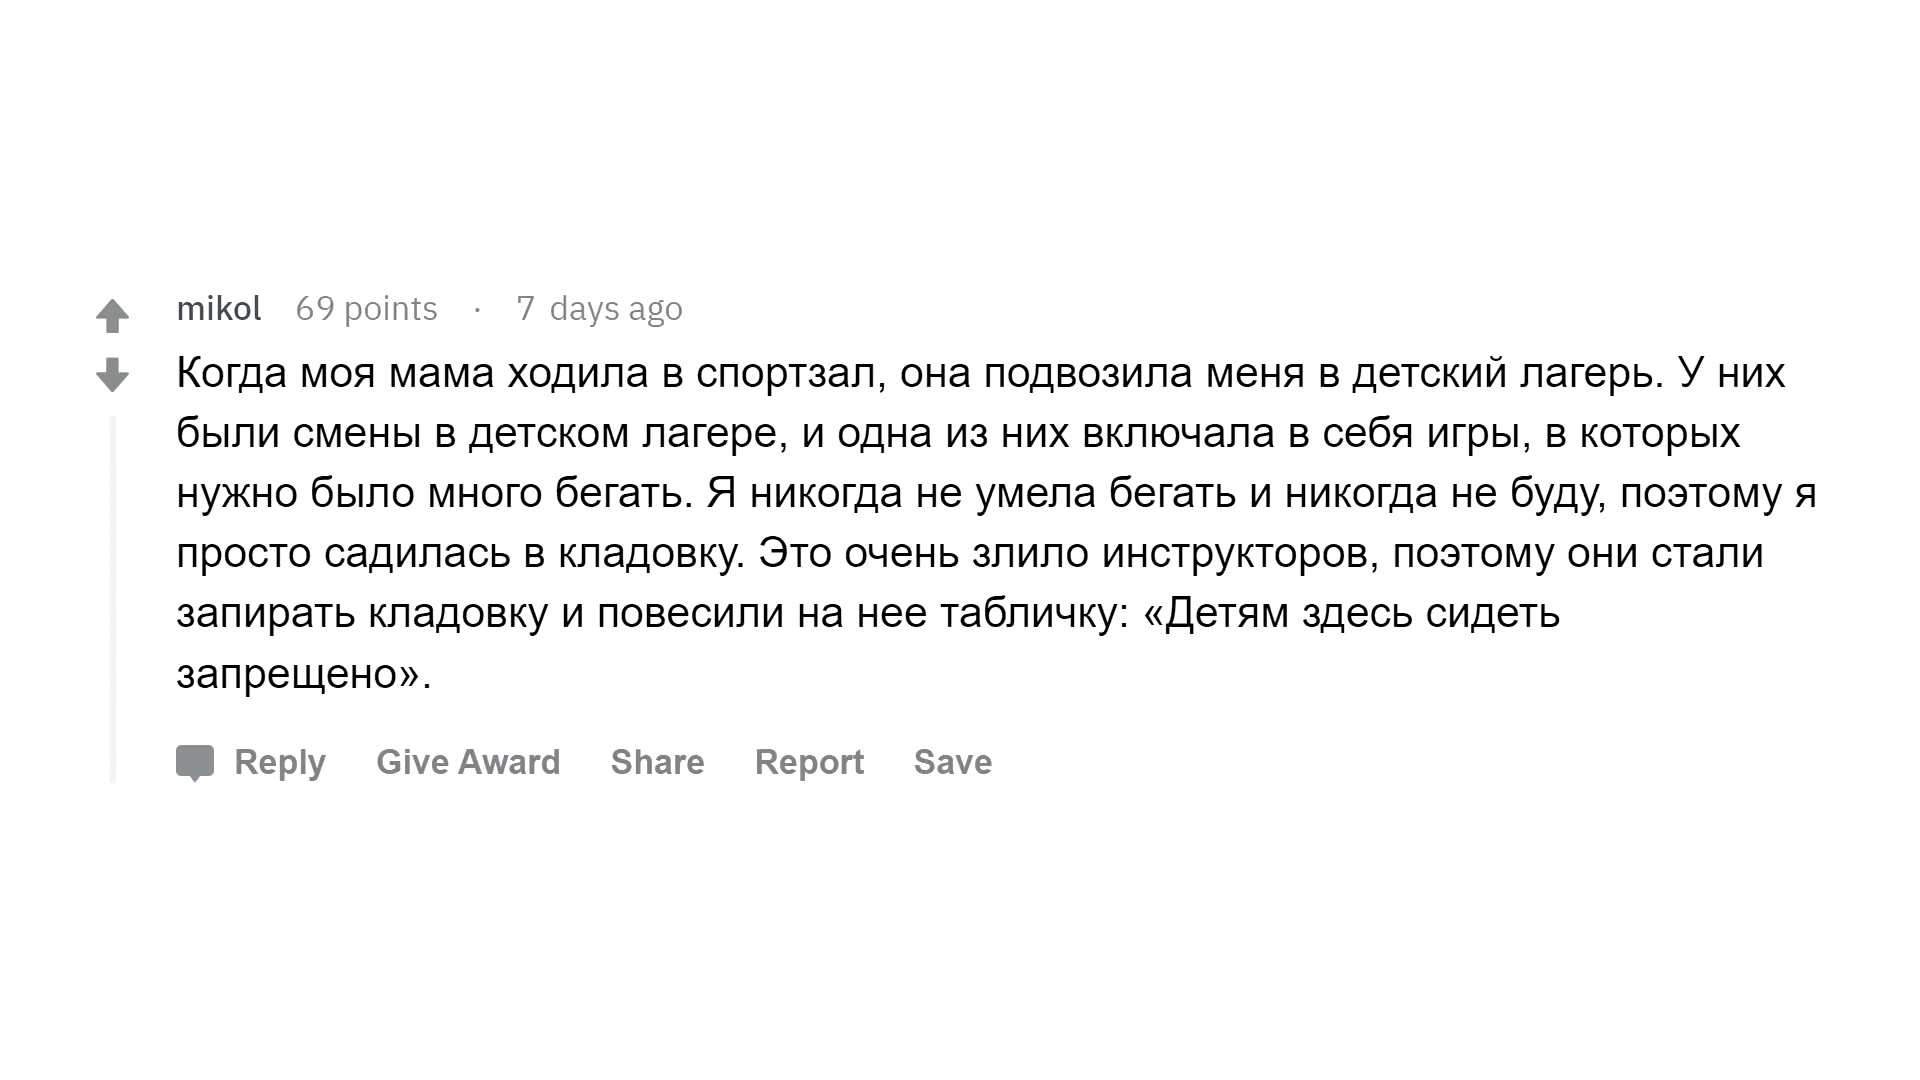 mikol 69 points · 7 days ago
Когда моя мама ходила в спортзал, она подвозила меня в детский лагерь. У них
были смены в детском лагере, и одна из них включала в себя игры, в которых
нужно было много бегать. Я никогда не умела бегать и никогда не буду, поэтому я
просто садилась в кладовку. Это очень злило инструкторов, поэтому они стали
запирать кладовку и повесили на нее табличку: «Детям здесь сидеть
запрещено».
Reply Give Award Share Report Save